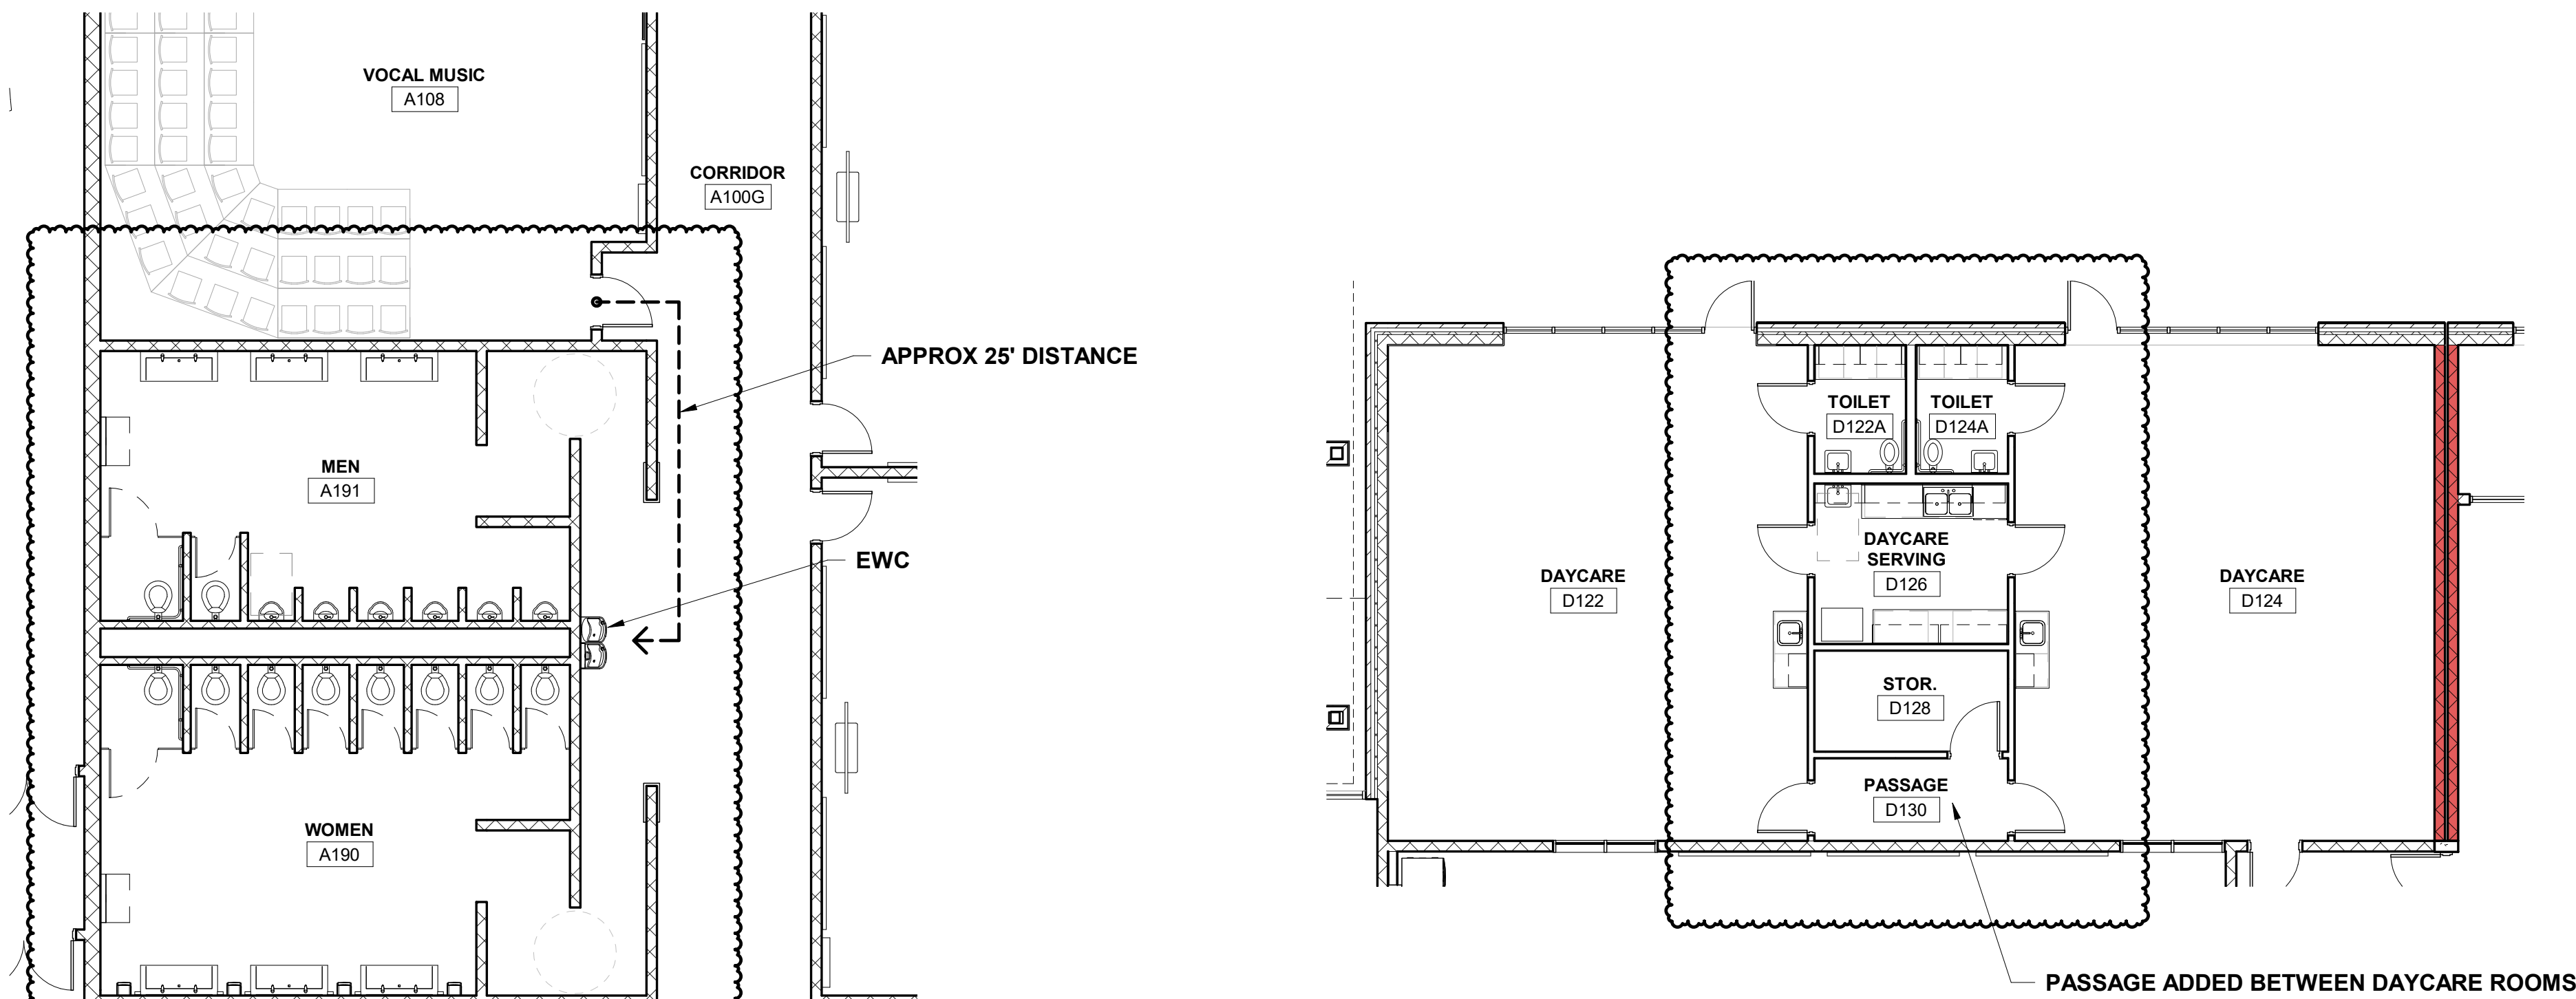 VOCAL MUSIC
A108
CORRIDOR
A100G
APPROX 25' DISTANCE
MEN
A191
EWC
WOMEN
A190
TOILET
D122A
TOILET
D124A
DAYCARE
SERVING
D126
DAYCARE
D122
DAYCARE
D124
STOR.
D128
PASSAGE
D130
PASSAGE ADDED BETWEEN DAYCARE ROOMS